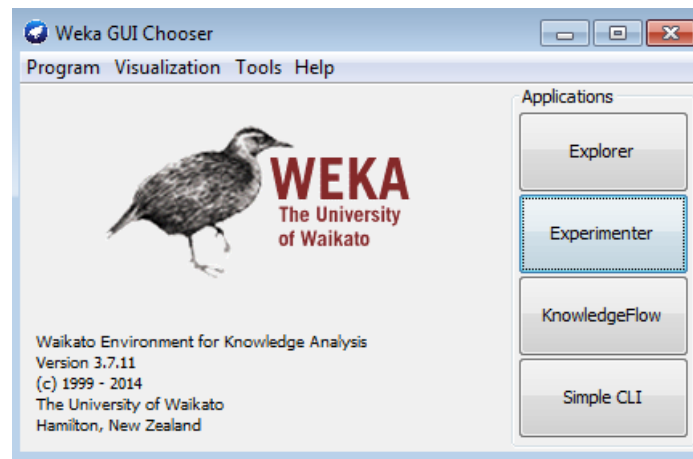 Weka GUI Chooser
Program Visualization Tools Help
Applications
Explorer
WEKA
The University
of Waikato
Experimenter
KnowledgeFlow
Waikato Environment for Knowledge Analysis
Version 3.7.11
(c) 1999 - 2014
The University of Waikato
Hamilton, New Zealand
Simple CLI